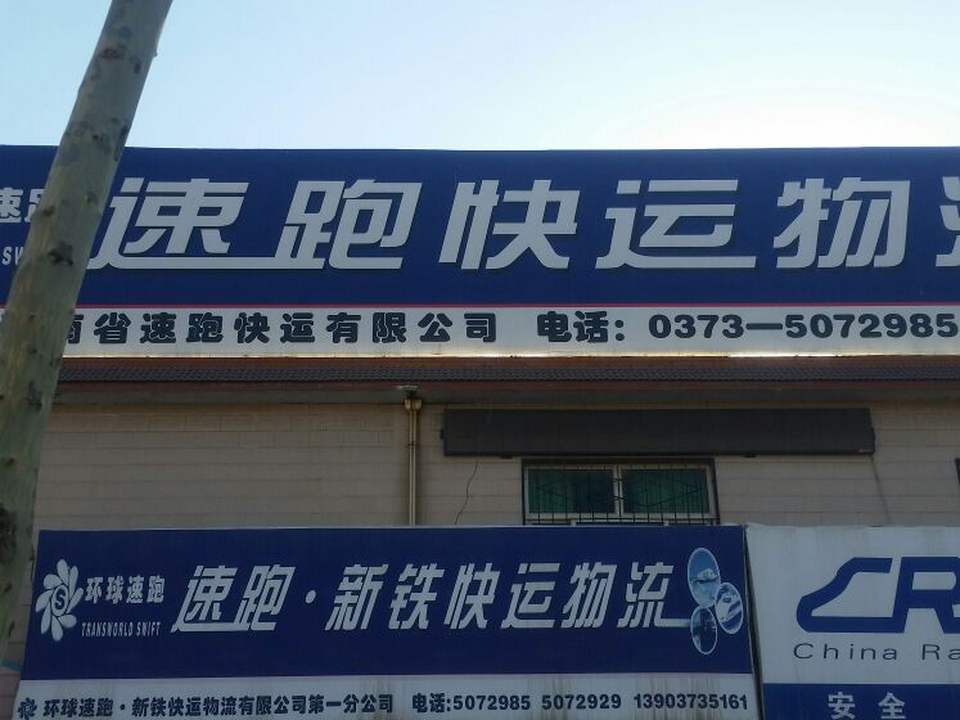 速跑快运物
南省速跑快运有限公司 电话: 0373—5072985
环球速跑
TRANSWORLD SWIFT
速跑·新铁快运物流
环球速跑·新铁快运物流有限公司第一分公司 电话:5072985 5072929 13903735161
CR
China Ra
安全